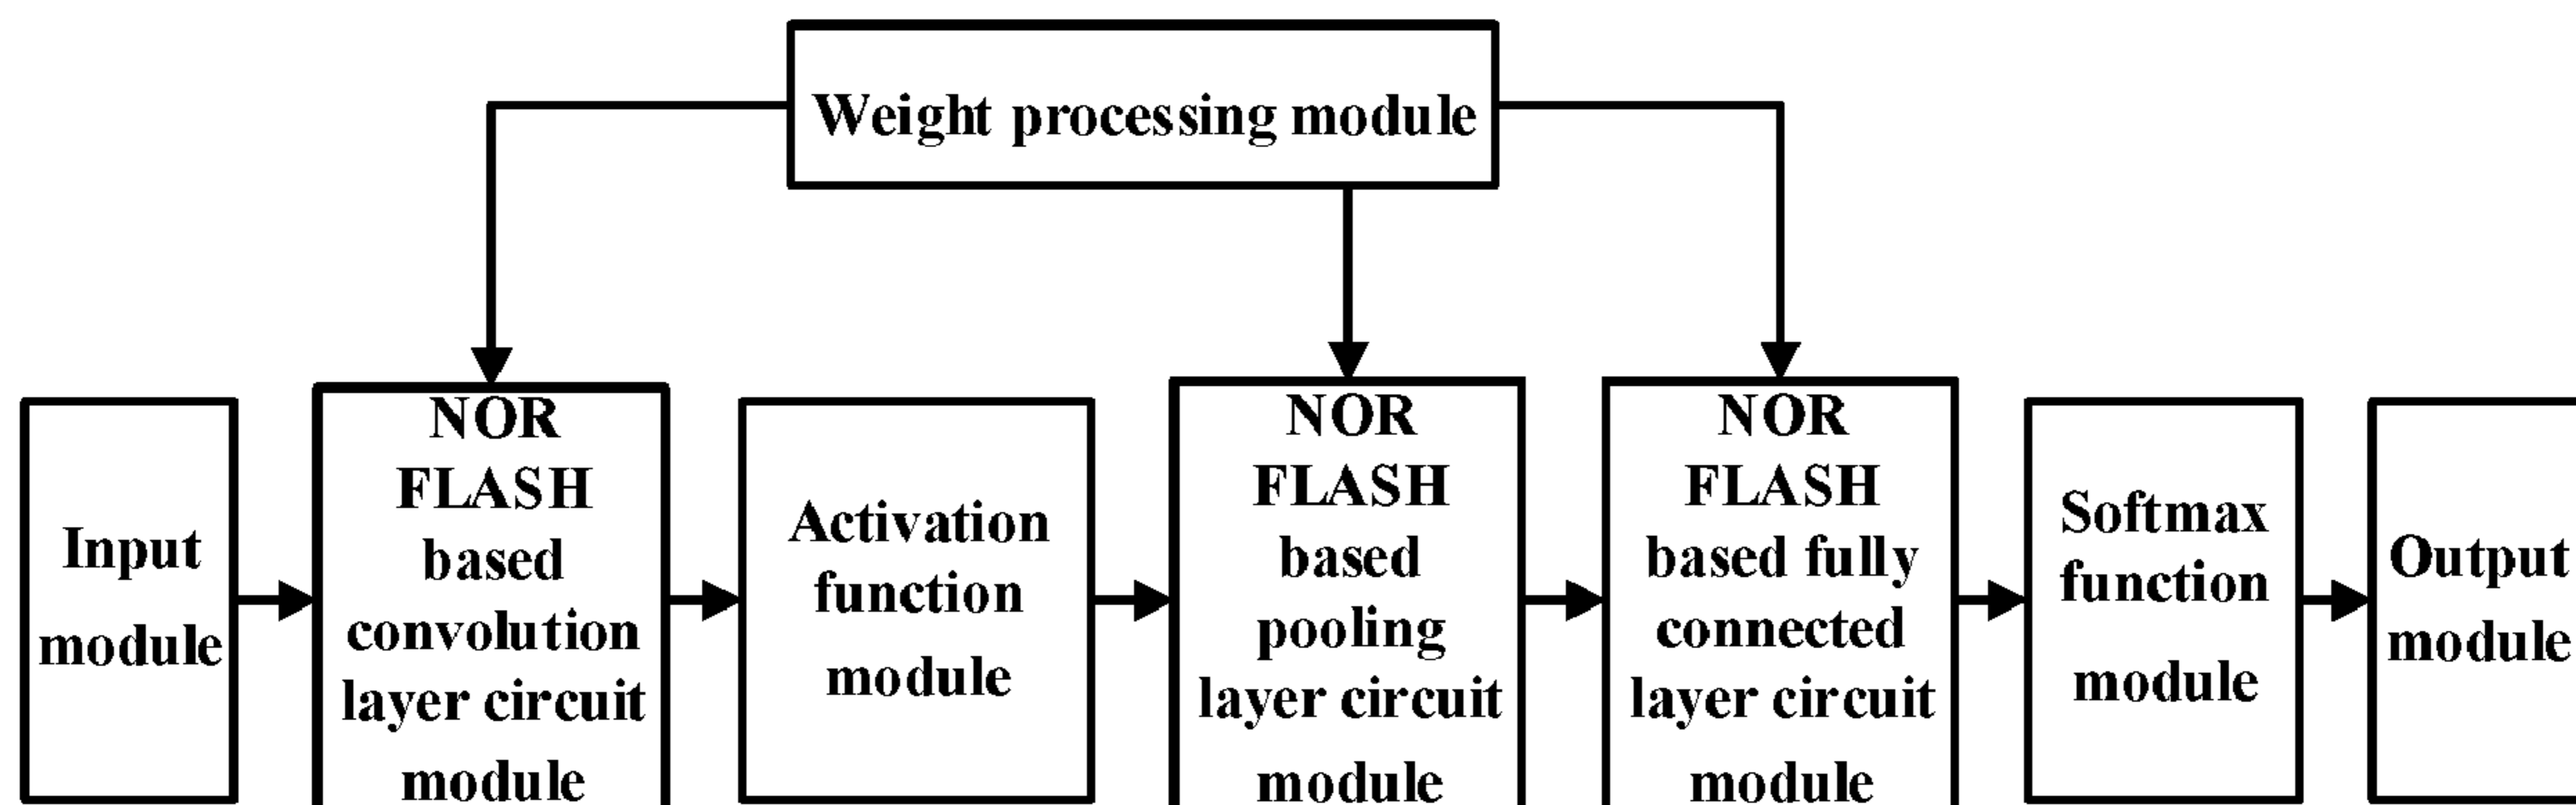 Weight processing module
Input
module
NOR
FLASH
based
convolution
layer circuit
module
Activation
function
module
NOR
FLASH
based
pooling
layer circuit
module
NOR
FLASH
based fully
connected
layer circuit
module
Softmax
function
module
Output
module